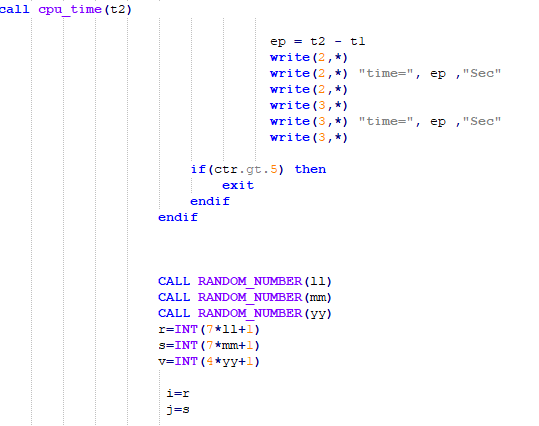 call cpu_time(t2)
ep = t2 - t1
write(2,*)
write(2,*) "time=", ep ,"Sec"
write(2,*)
write(3,*)
write(3,*) "time=", ep ,"Sec"
write(3,*)
if(ctr.gt.5) then
exit
endif
endif
CALL RANDOM_NUMBER(ll)
CALL RANDOM_NUMBER(mm)
CALL RANDOM_NUMBER(yy)
r=INT(7*ll+1)
s=INT(7*mm+1)
v=INT(4*yy+1)
i=r
j=s